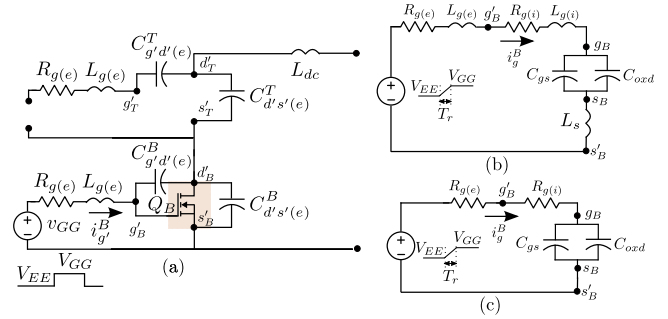 C^T_{g'd'(e)}
d'_T
L_{dc}
R_{g(e)} L_{g(e)}
g'_T
s'_T
C^T_{d's'(e)}
C^B_{g'd'(e)}
d'_B
R_{g(e)} L_{g(e)}
Q_B
s'_B
C^B_{d's'(e)}
+
−
v_{GG}
i^B_{g'}
g'_B
V_{GG}
V_{EE}
(a)
R_{g(e)} L_{g(e)} g'_B R_{g(i)} L_{g(i)}
i^B_g
g_B
V_{EE} V_{GG}
C_{gs}
C_{oxd}
+
−
T_r
s_B
L_s
s'_B
(b)
R_{g(e)} g'_B R_{g(i)}
i^B_g
g_B
V_{EE} V_{GG}
C_{gs}
C_{oxd}
+
−
T_r
s_B
s'_B
(c)